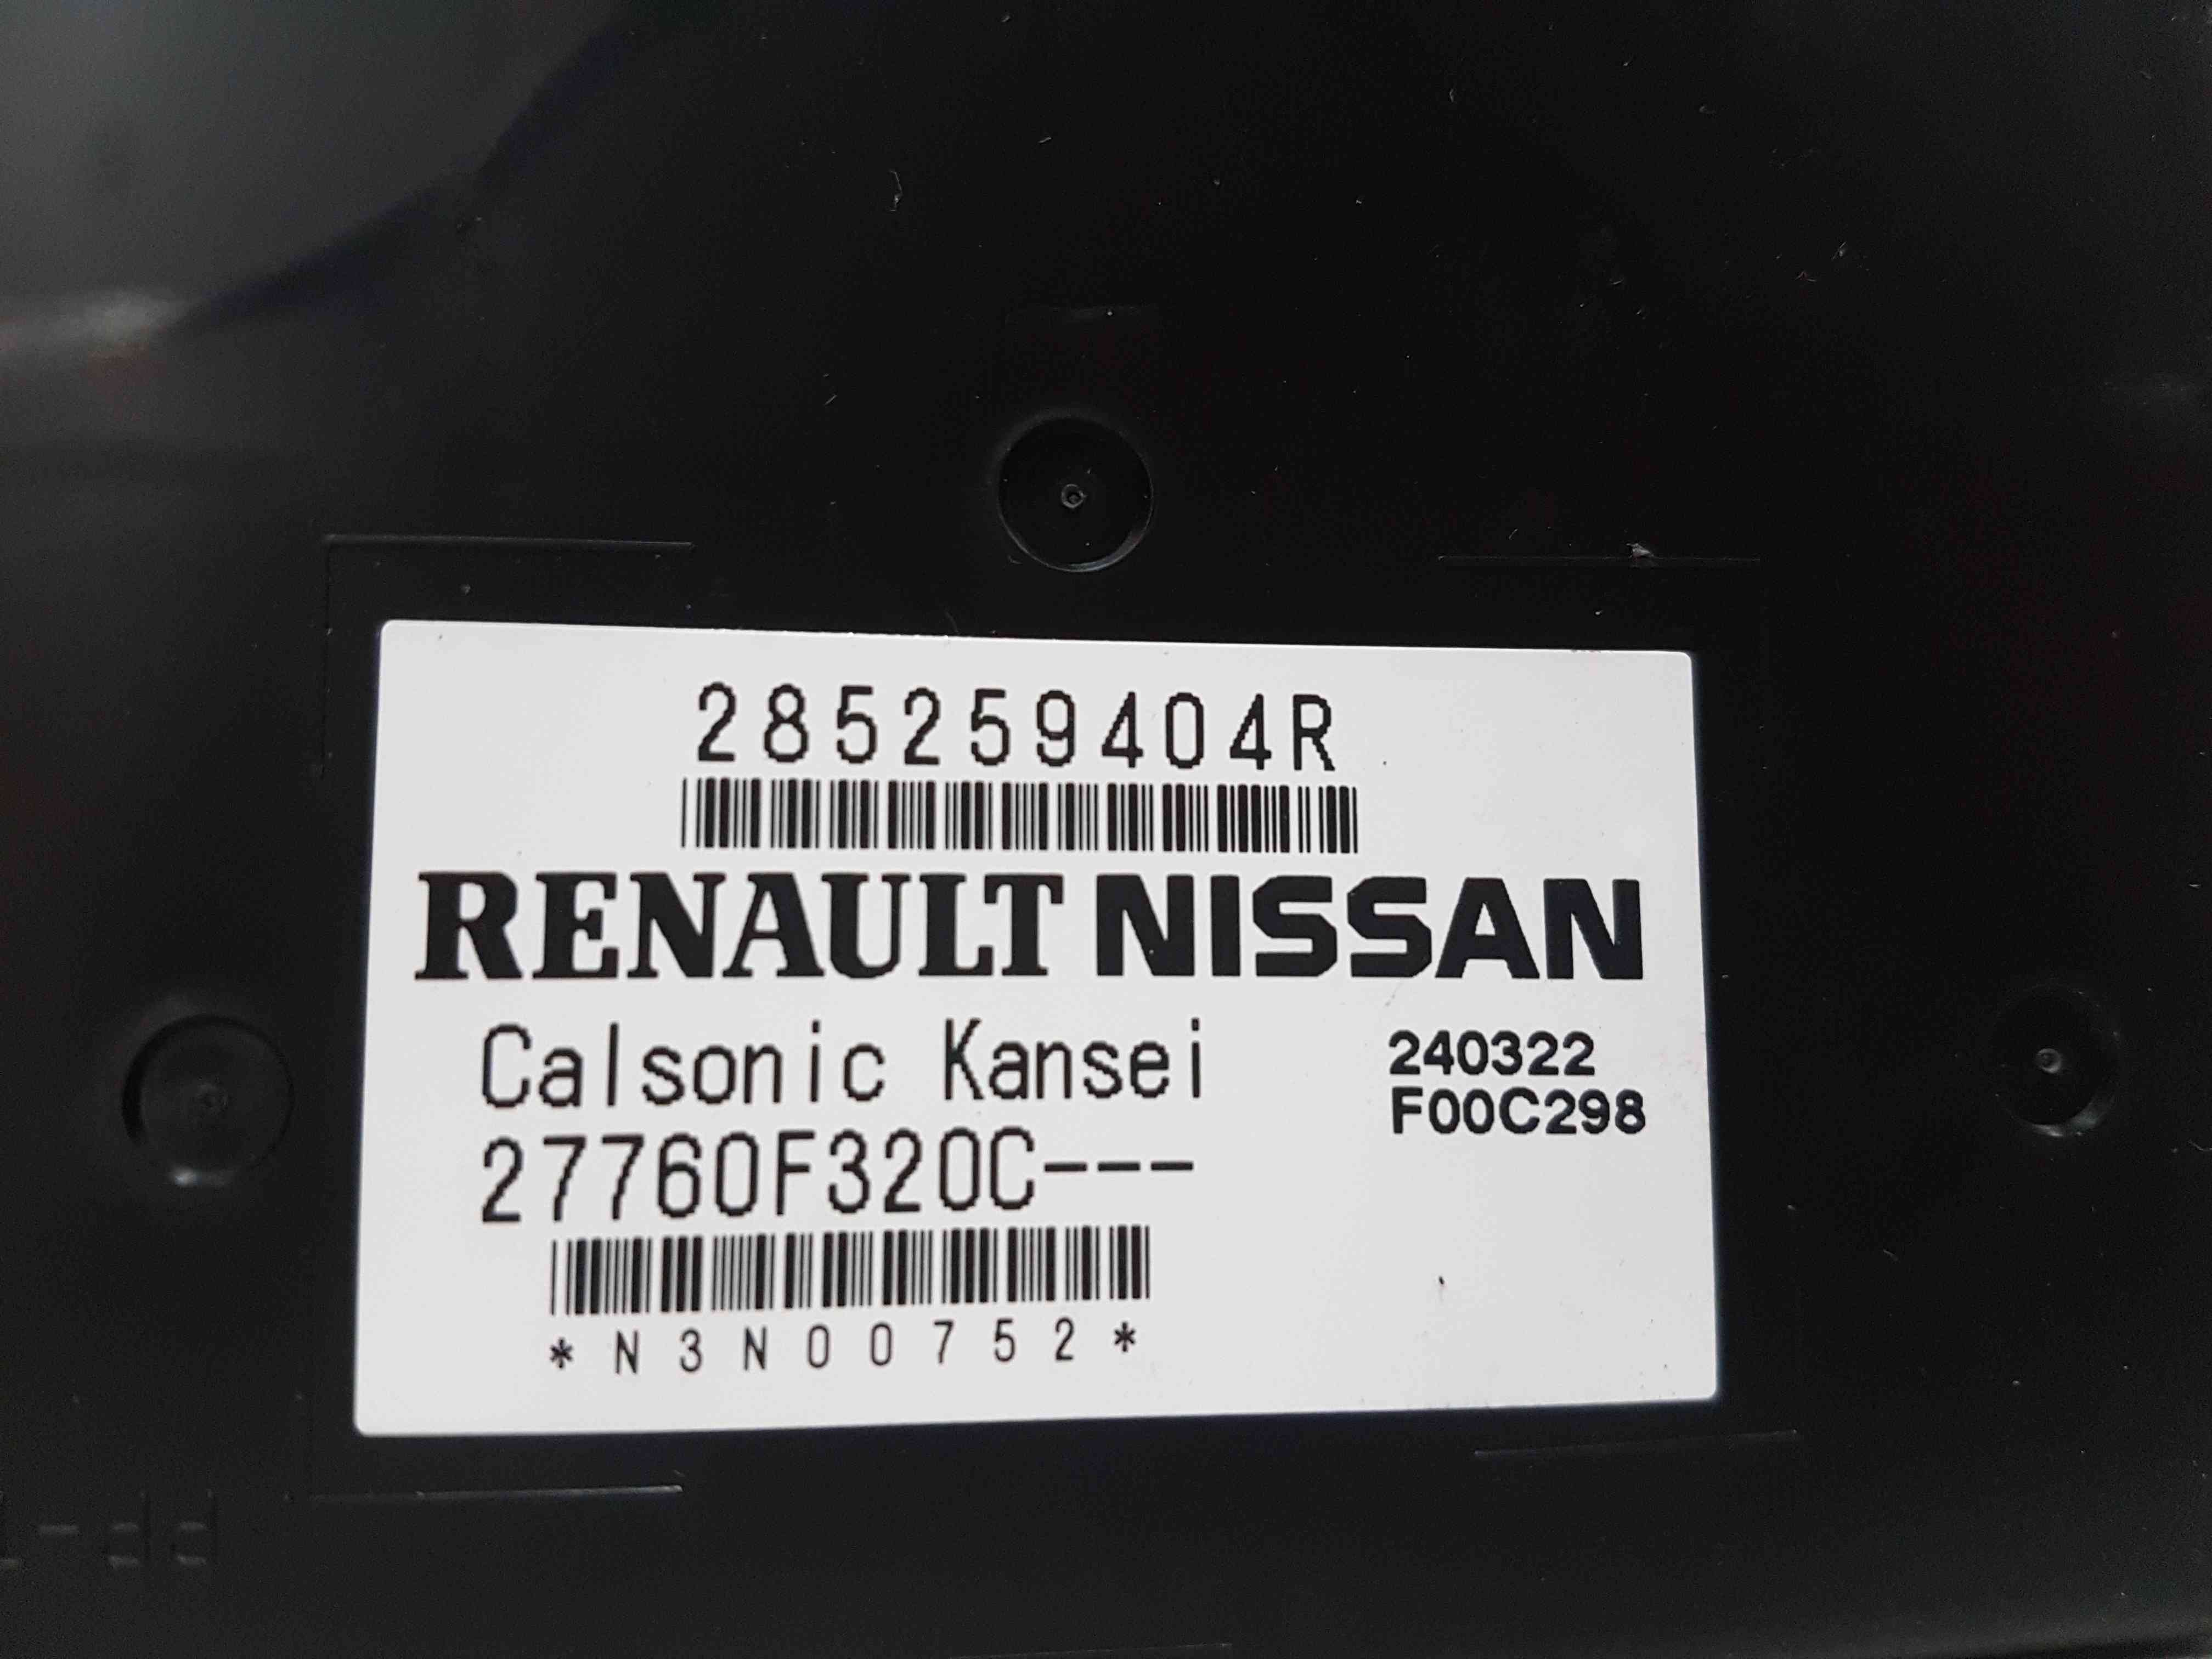 285259404R
RENAULT NISSAN
Calsonic Kansei
240322
F00C298
27760F320C---
*N3N00752*